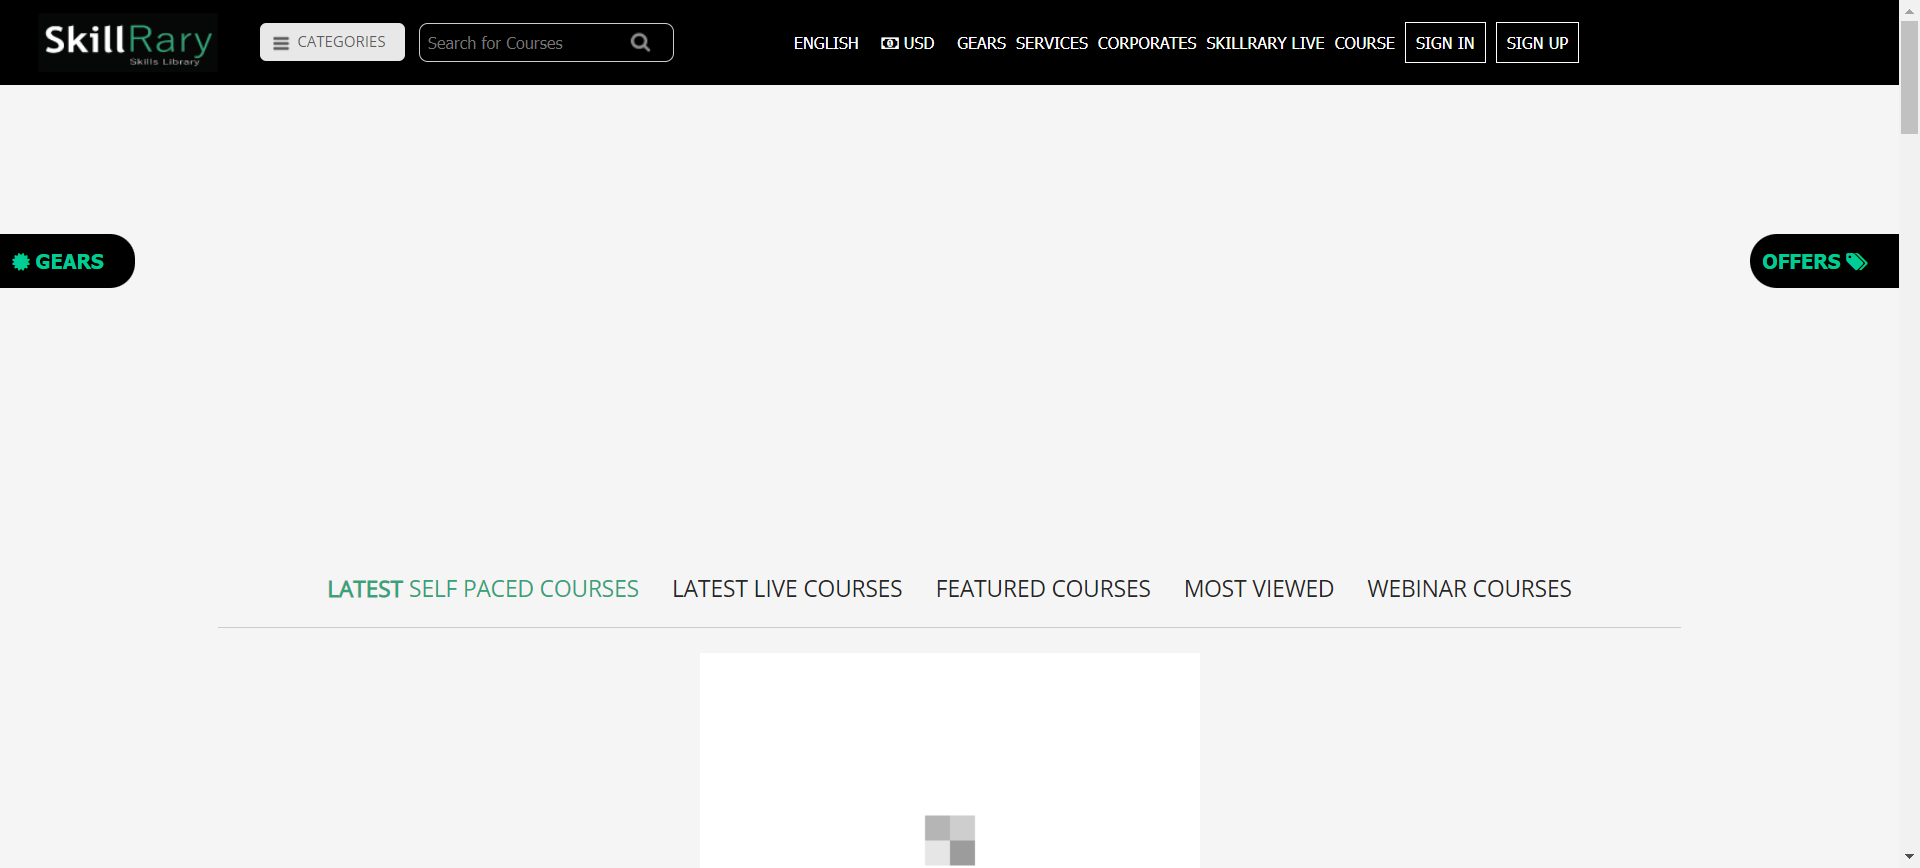 SkillRary
Skills Library
CATEGORIES
Search for Courses
ENGLISH USD GEARS SERVICES CORPORATES SKILLRARY LIVE COURSE SIGN IN SIGN UP
GEARS
OFFERS
LATEST SELF PACED COURSES LATEST LIVE COURSES FEATURED COURSES MOST VIEWED WEBINAR COURSES